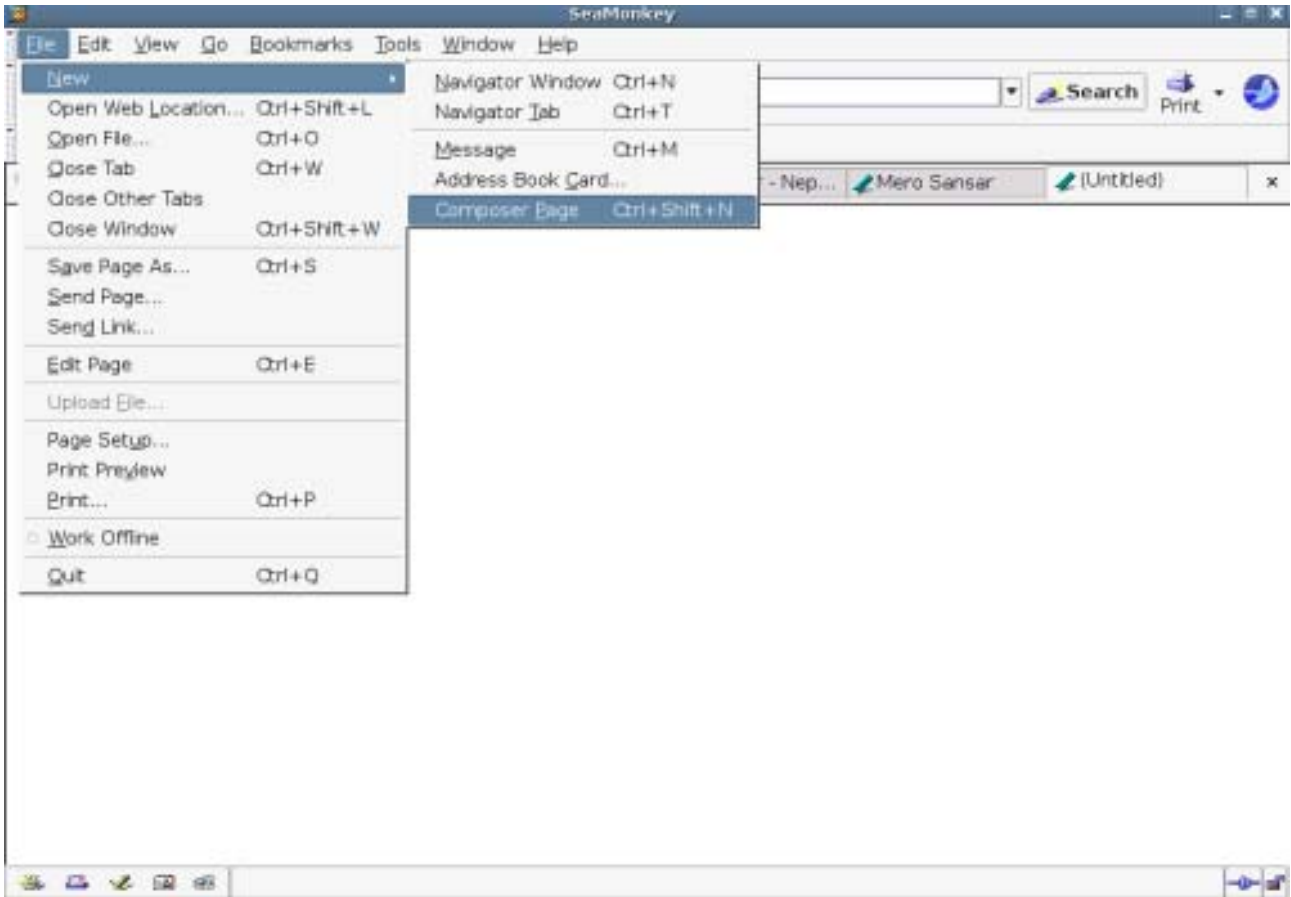 SeaMonkey
File Edit View Go Bookmarks Tools Window Help
New
Open Web Location... Ctrl+Shift+L
Open File... Ctrl+O
Close Tab Ctrl+W
Close Other Tabs
Close Window Ctrl+Shift+W
Save Page As... Ctrl+S
Send Page...
Send Link...
Edit Page Ctrl+E
Upload File...
Page Setup...
Print Preview
Print... Ctrl+P
Work Offline
Quit Ctrl+Q
Navigator Window Ctrl+N
Navigator Tab Ctrl+T
Message Ctrl+M
Address Book Card...
Composer Page Ctrl+Shift+N
Search
Print
- Nep... Mero Sansar (Untitled)